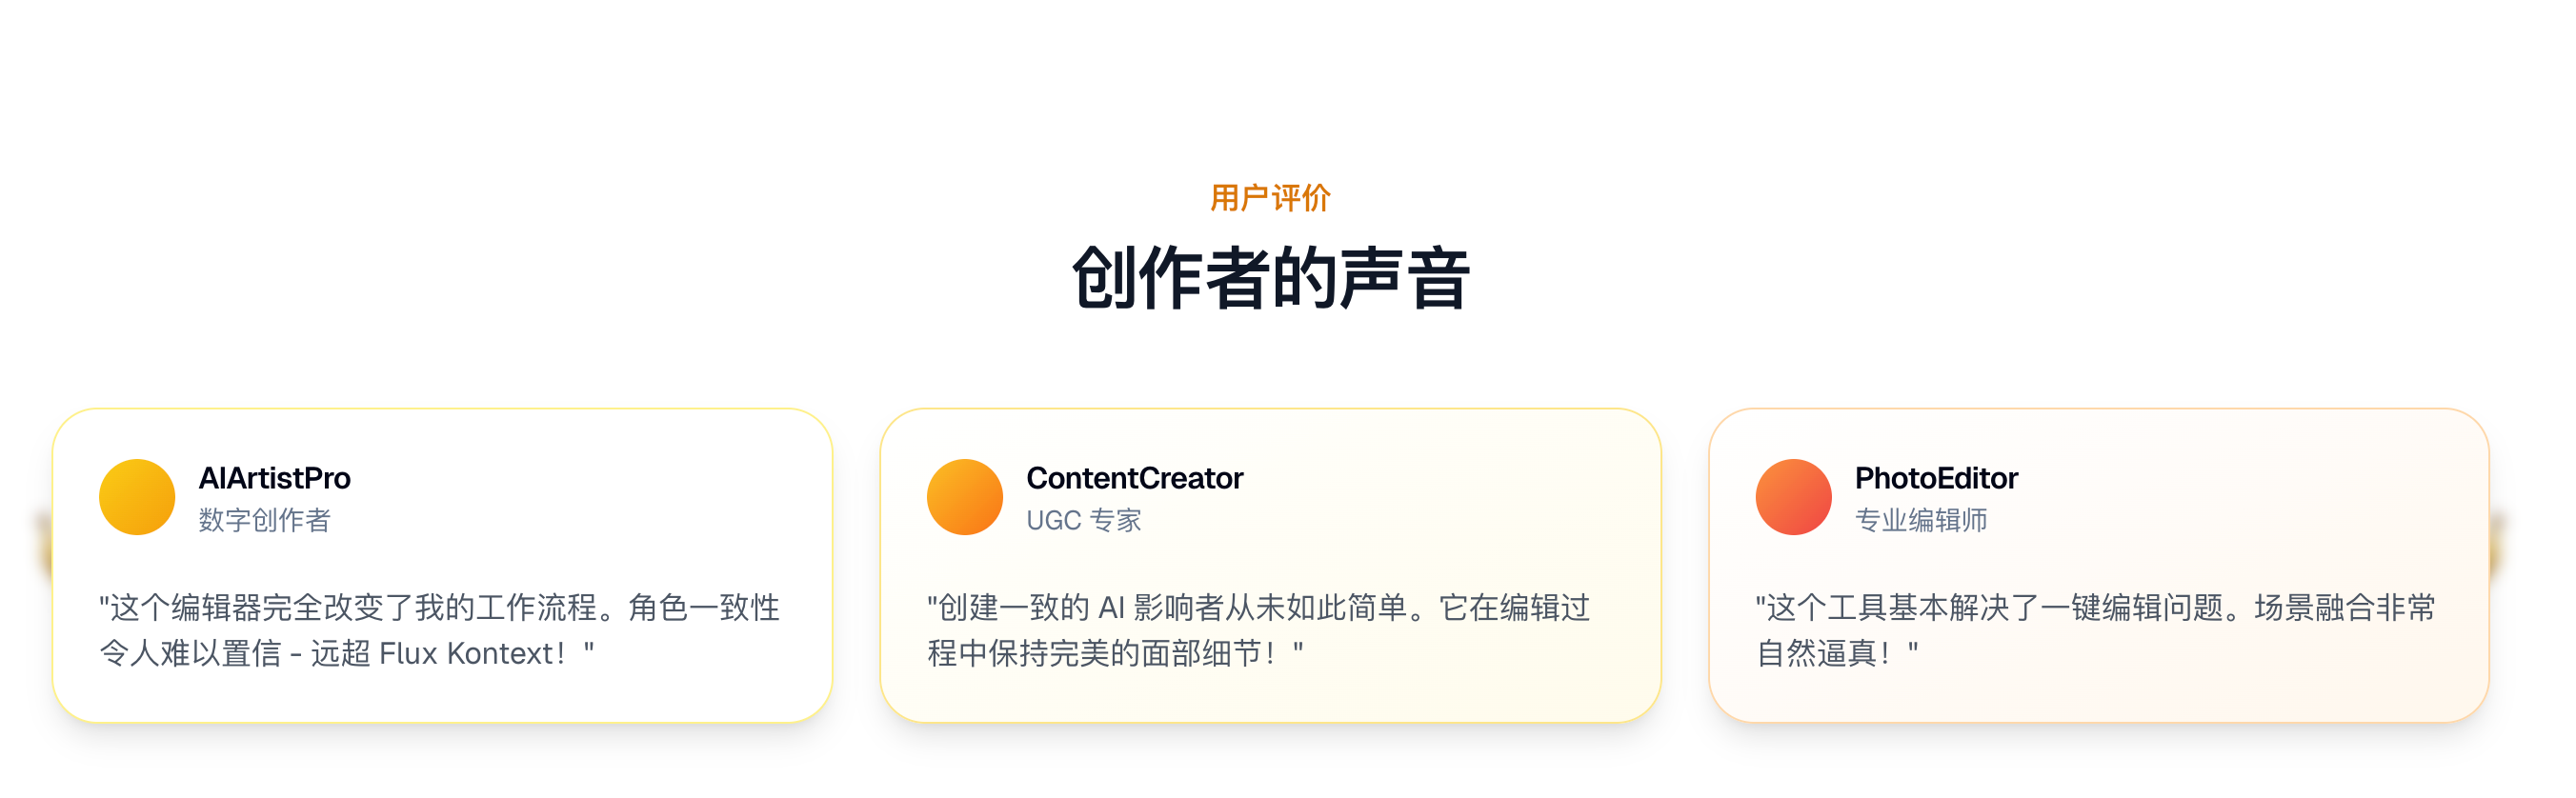 用户评价
创作者的声音
AIArtistPro
数字创作者
"这个编辑器完全改变了我的工作流程。角色一致性
令人难以置信 - 远超 Flux Kontext！"
ContentCreator
UGC 专家
"创建一致的 AI 影响者从未如此简单。它在编辑过
程中保持完美的面部细节！"
PhotoEditor
专业编辑师
"这个工具基本解决了一键编辑问题。场景融合非常
自然逼真！"